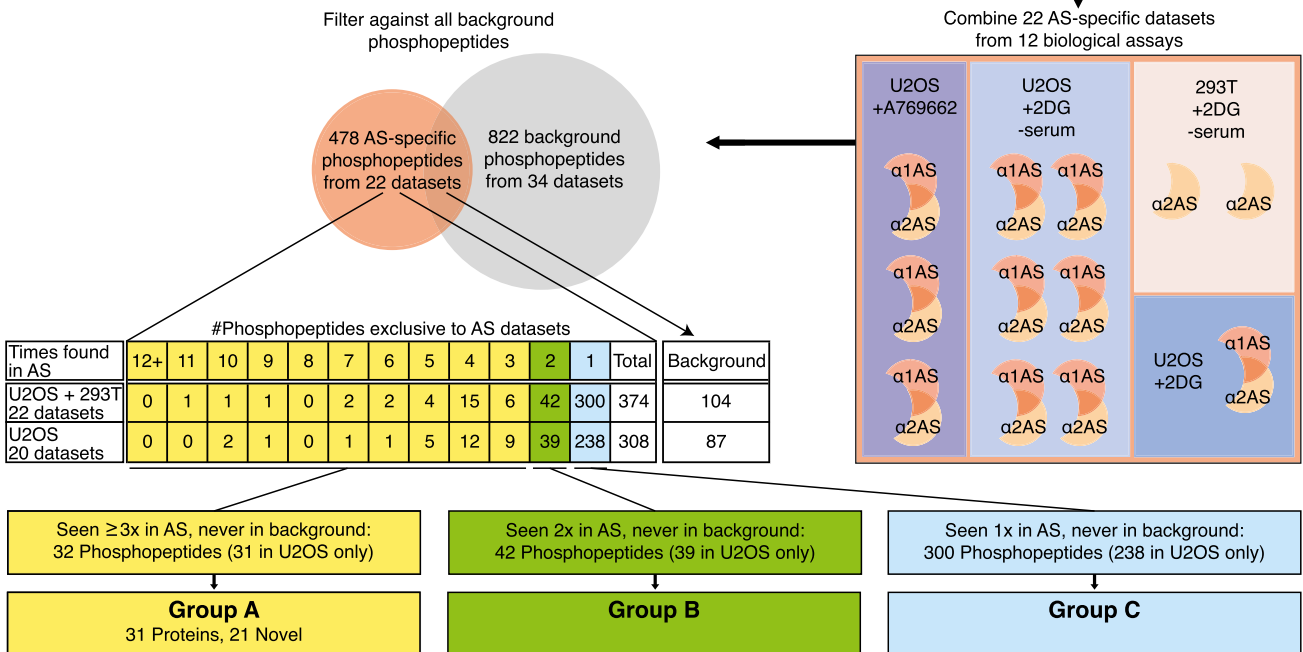 Filter against all background
phosphopeptides
478 AS-specific
phosphopeptides
from 22 datasets
822 background
phosphopeptides
from 34 datasets
Combine 22 AS-specific datasets
from 12 biological assays
U2OS
+A769662
α1AS
α2AS
α1AS
α2AS
α1AS
α2AS
U2OS
+2DG
-serum
α1AS α1AS
α2AS α2AS
α1AS α1AS
α2AS α2AS
α1AS α1AS
α2AS α2AS
293T
+2DG
-serum
α2AS α2AS
U2OS
+2DG
α1AS
α2AS
#Phosphopeptides exclusive to AS datasets
Times found
in AS
12+ 11 10 9 8 7 6 5 4 3 2 1 Total Background
U2OS + 293T
22 datasets
0 1 1 1 0 2 2 4 15 6 42 300 374 104
U2OS
20 datasets
0 0 2 1 0 1 1 5 12 9 39 238 308 87
Seen ≥3x in AS, never in background:
32 Phosphopeptides (31 in U2OS only)
Group A
31 Proteins, 21 Novel
Seen 2x in AS, never in background:
42 Phosphopeptides (39 in U2OS only)
Group B
Seen 1x in AS, never in background:
300 Phosphopeptides (238 in U2OS only)
Group C